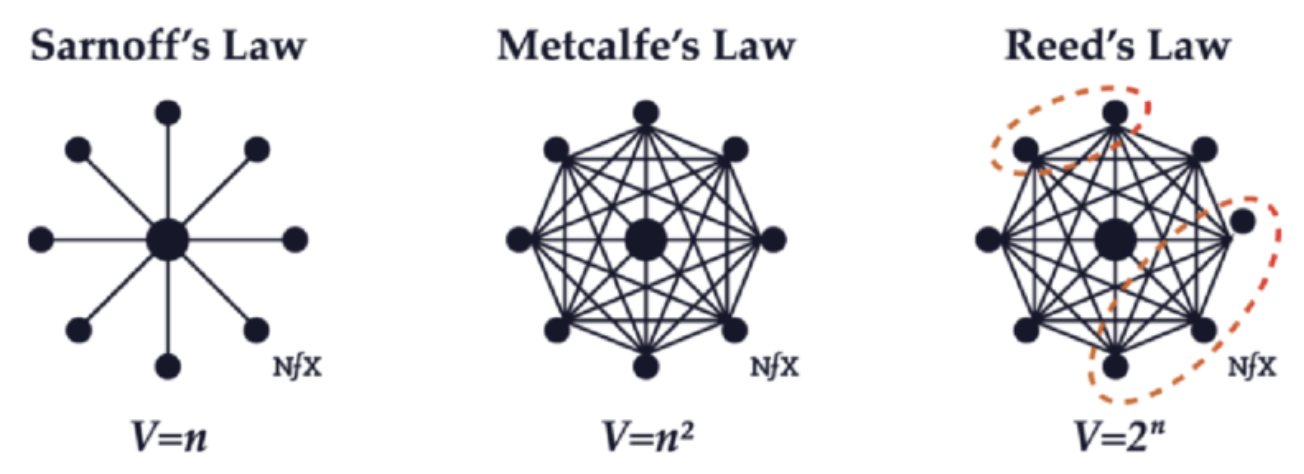 Sarnoff's Law
Metcalfe's Law
Reed's Law
NfX
NfX
NfX
V=n
V=n²
V=2ⁿ